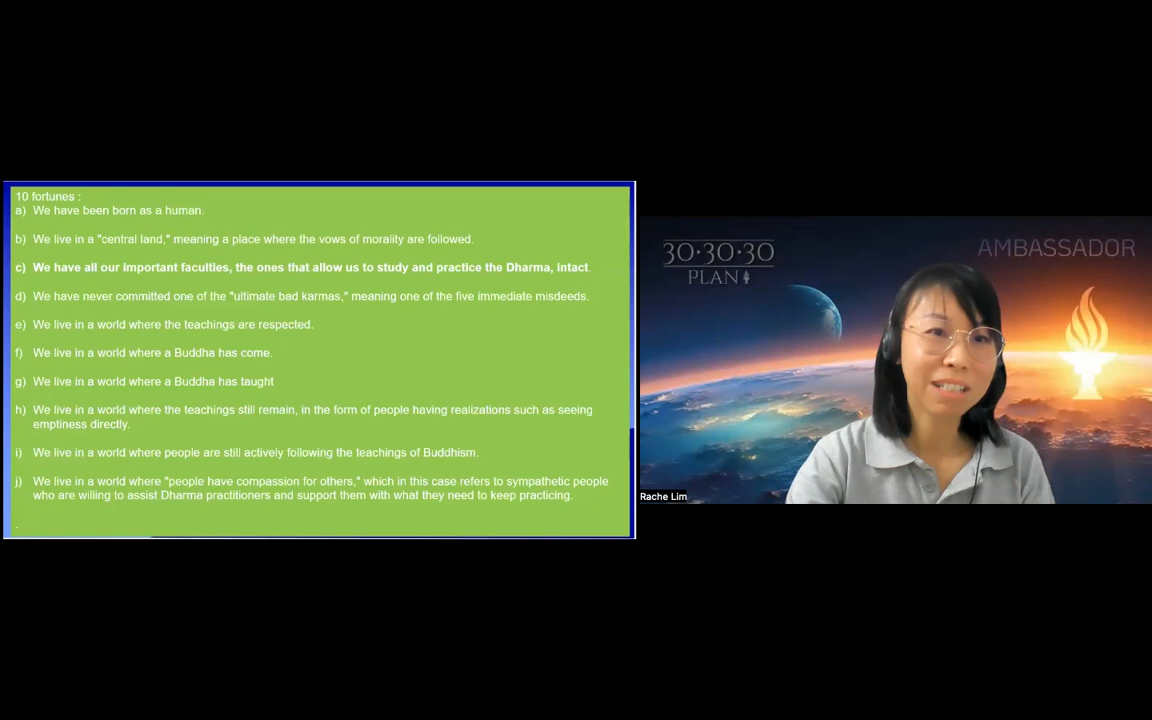 10 fortunes :
a) We have been born as a human.
b) We live in a "central land," meaning a place where the vows of morality are followed.
c) We have all our important faculties, the ones that allow us to study and practice the Dharma, intact.
d) We have never committed one of the "ultimate bad karmas," meaning one of the five immediate misdeeds.
e) We live in a world where the teachings are respected.
f) We live in a world where a Buddha has come.
g) We live in a world where a Buddha has taught
h) We live in a world where the teachings still remain, in the form of people having realizations such as seeing
emptiness directly.
i) We live in a world where people are still actively following the teachings of Buddhism.
j) We live in a world where "people have compassion for others," which in this case refers to sympathetic people
who are willing to assist Dharma practitioners and support them with what they need to keep practicing.
.
30·30·30
PLAN
AMBASSADOR
Rache Lim